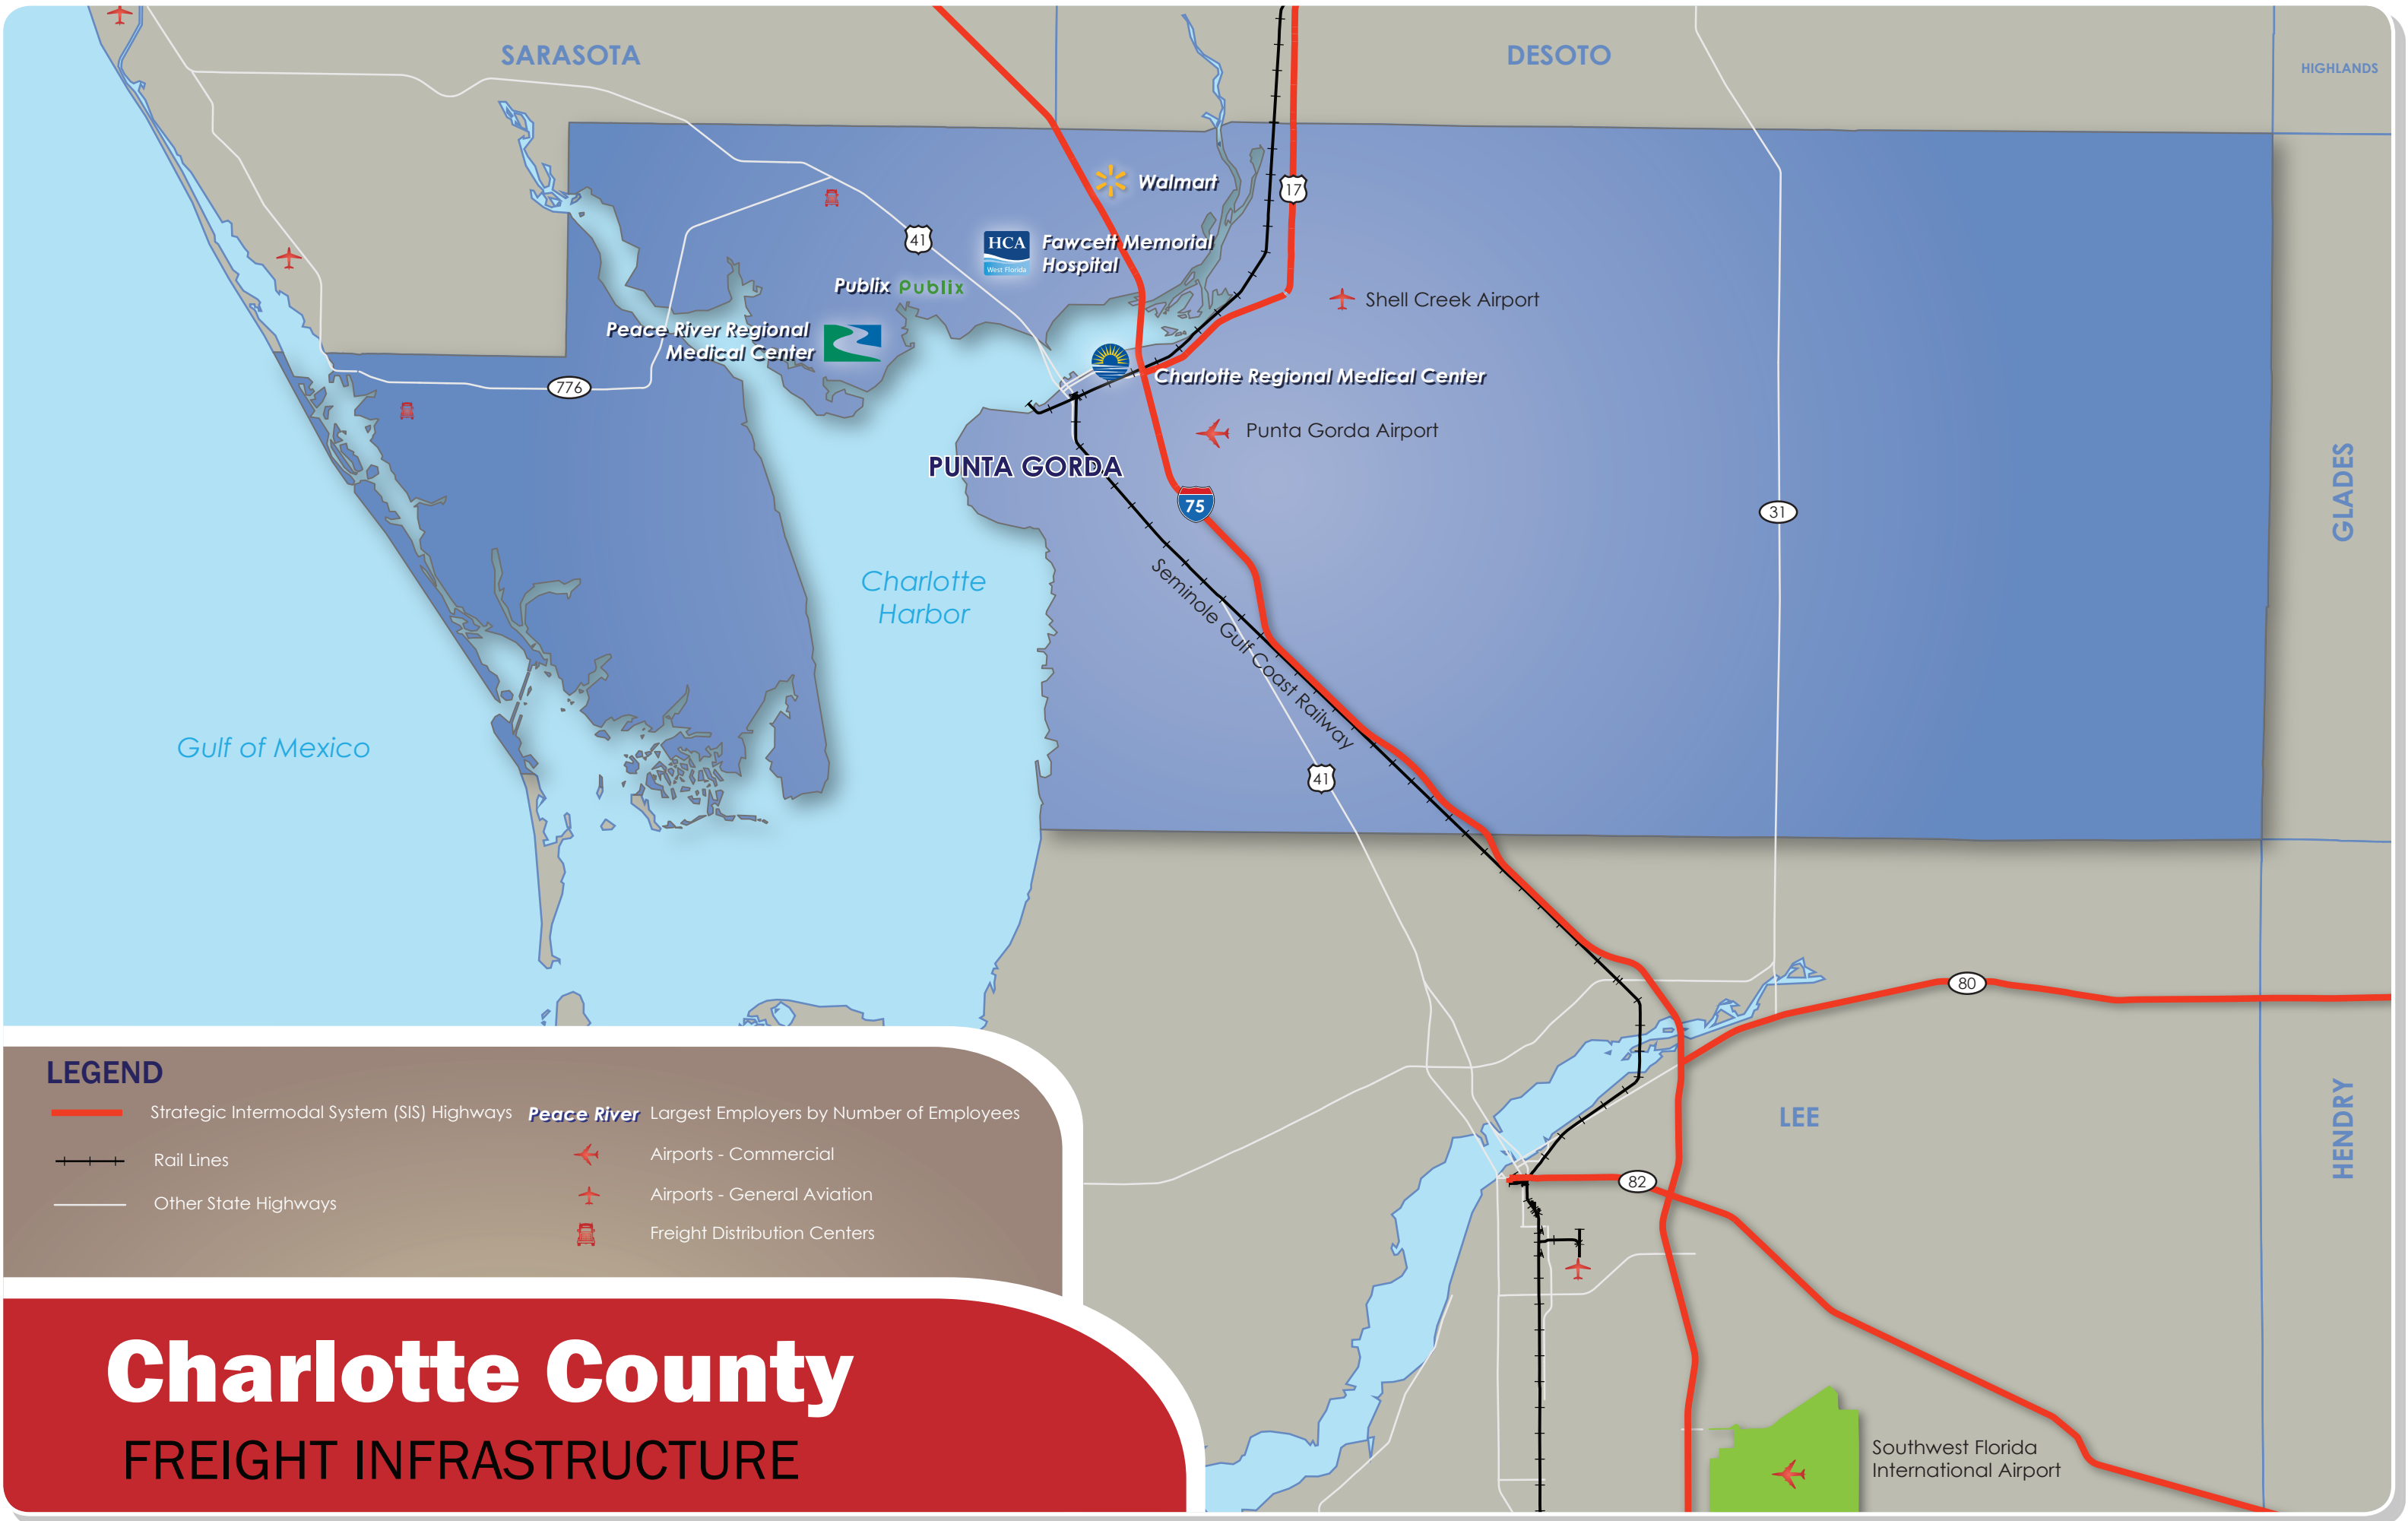 SARASOTA
DESOTO
HIGHLANDS
Walmart
17
41
HCA
West Florida
Fawcett Memorial
Hospital
Publix Publix
Shell Creek Airport
Peace River Regional
Medical Center
Charlotte Regional Medical Center
776
Punta Gorda Airport
PUNTA GORDA
75
31
GLADES
Charlotte
Harbor
Seminole Gulf Coast Railway
Gulf of Mexico
41
80
LEE
HENDRY
82
Southwest Florida
International Airport
LEGEND
Strategic Intermodal System (SIS) Highways
Rail Lines
Other State Highways
Peace River Largest Employers by Number of Employees
Airports - Commercial
Airports - General Aviation
Freight Distribution Centers
Charlotte County
FREIGHT INFRASTRUCTURE